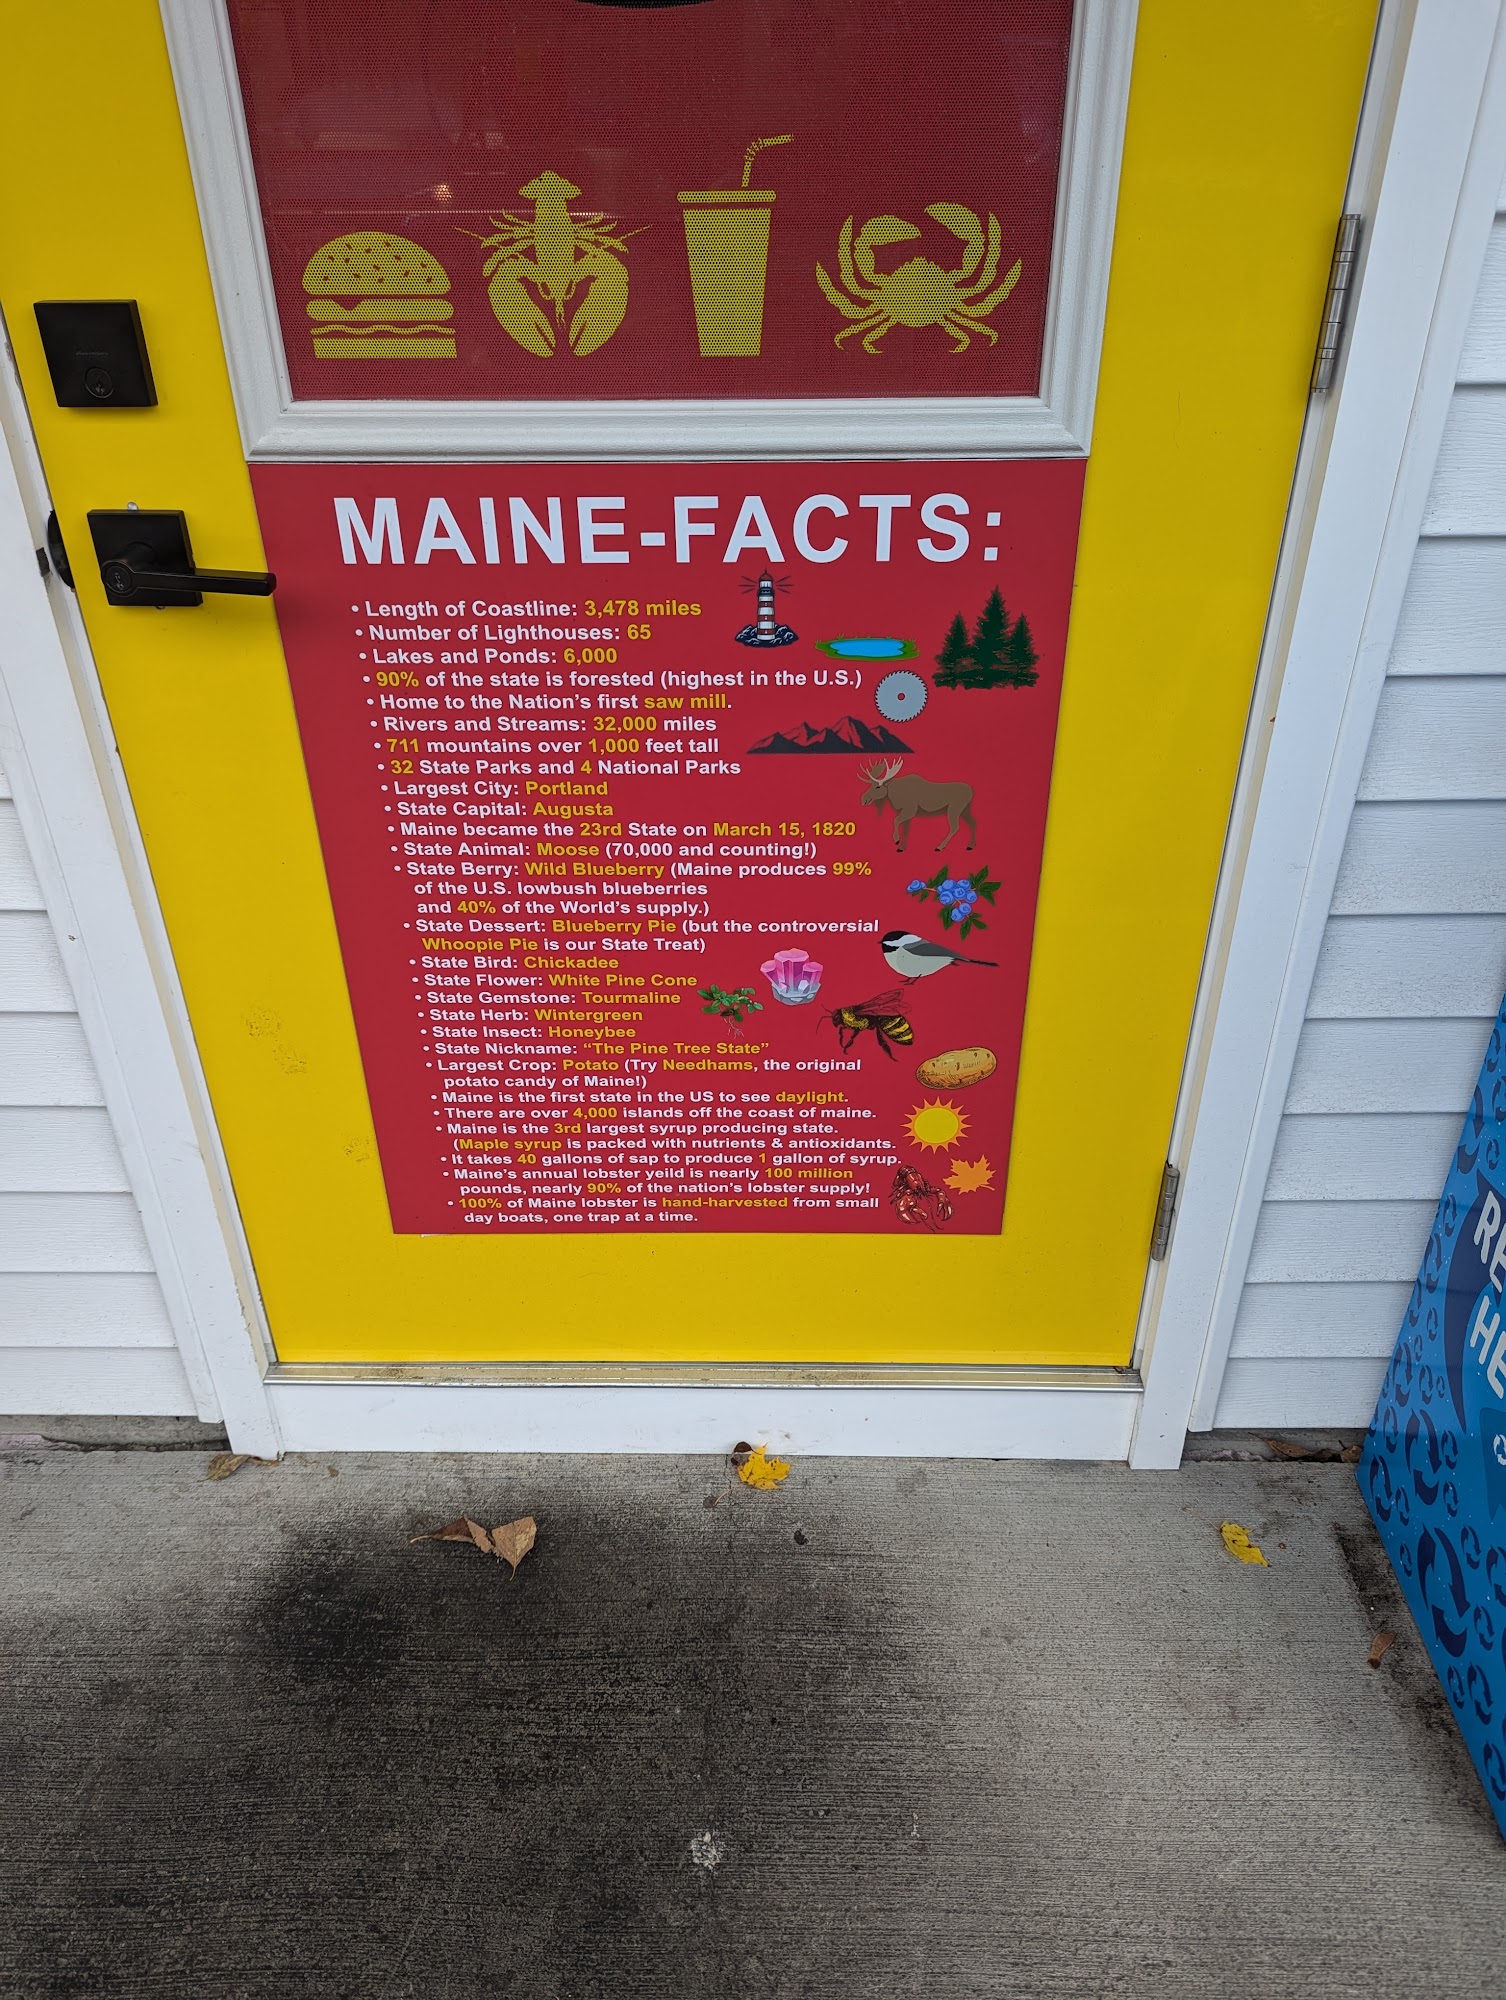 MAINE-FACTS:
• Length of Coastline: 3,478 miles
• Number of Lighthouses: 65
• Lakes and Ponds: 6,000
• 90% of the state is forested (highest in the U.S.)
• Home to the Nation's first saw mill.
• Rivers and Streams: 32,000 miles
• 711 mountains over 1,000 feet tall
• 32 State Parks and 4 National Parks
• Largest City: Portland
• State Capital: Augusta
• Maine became the 23rd State on March 15, 1820
• State Animal: Moose (70,000 and counting!)
• State Berry: Wild Blueberry (Maine produces 99%
of the U.S. lowbush blueberries
and 40% of the World's supply.)
• State Dessert: Blueberry Pie (but the controversial
Whoopie Pie is our State Treat)
• State Bird: Chickadee
• State Flower: White Pine Cone
• State Gemstone: Tourmaline
• State Herb: Wintergreen
• State Insect: Honeybee
• State Nickname: "The Pine Tree State"
• Largest Crop: Potato (Try Needhams, the original
potato candy of Maine!)
• Maine is the first state in the US to see daylight.
• There are over 4,000 islands off the coast of maine.
• Maine is the 3rd largest syrup producing state.
(Maple syrup is packed with nutrients & antioxidants.
• It takes 40 gallons of sap to produce 1 gallon of syrup.
• Maine's annual lobster yeild is nearly 100 million
pounds, nearly 90% of the nation's lobster supply!
• 100% of Maine lobster is hand-harvested from small
day boats, one trap at a time.